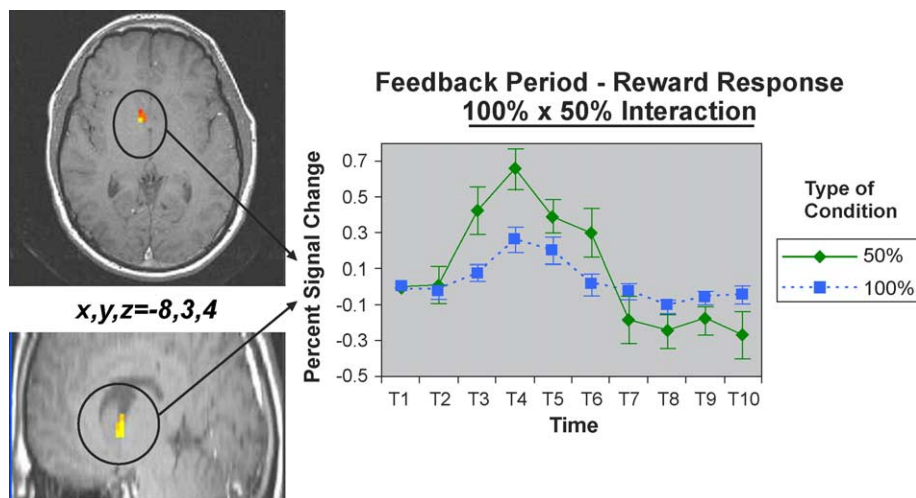 Feedback Period - Reward Response
100% x 50% Interaction
x,y,z=-8,3,4
Percent Signal Change
0.7
0.5
0.3
0.1
-0.1
-0.3
-0.5
T1 T2 T3 T4 T5 T6 T7 T8 T9 T10
Time
Type of
Condition
50%
100%